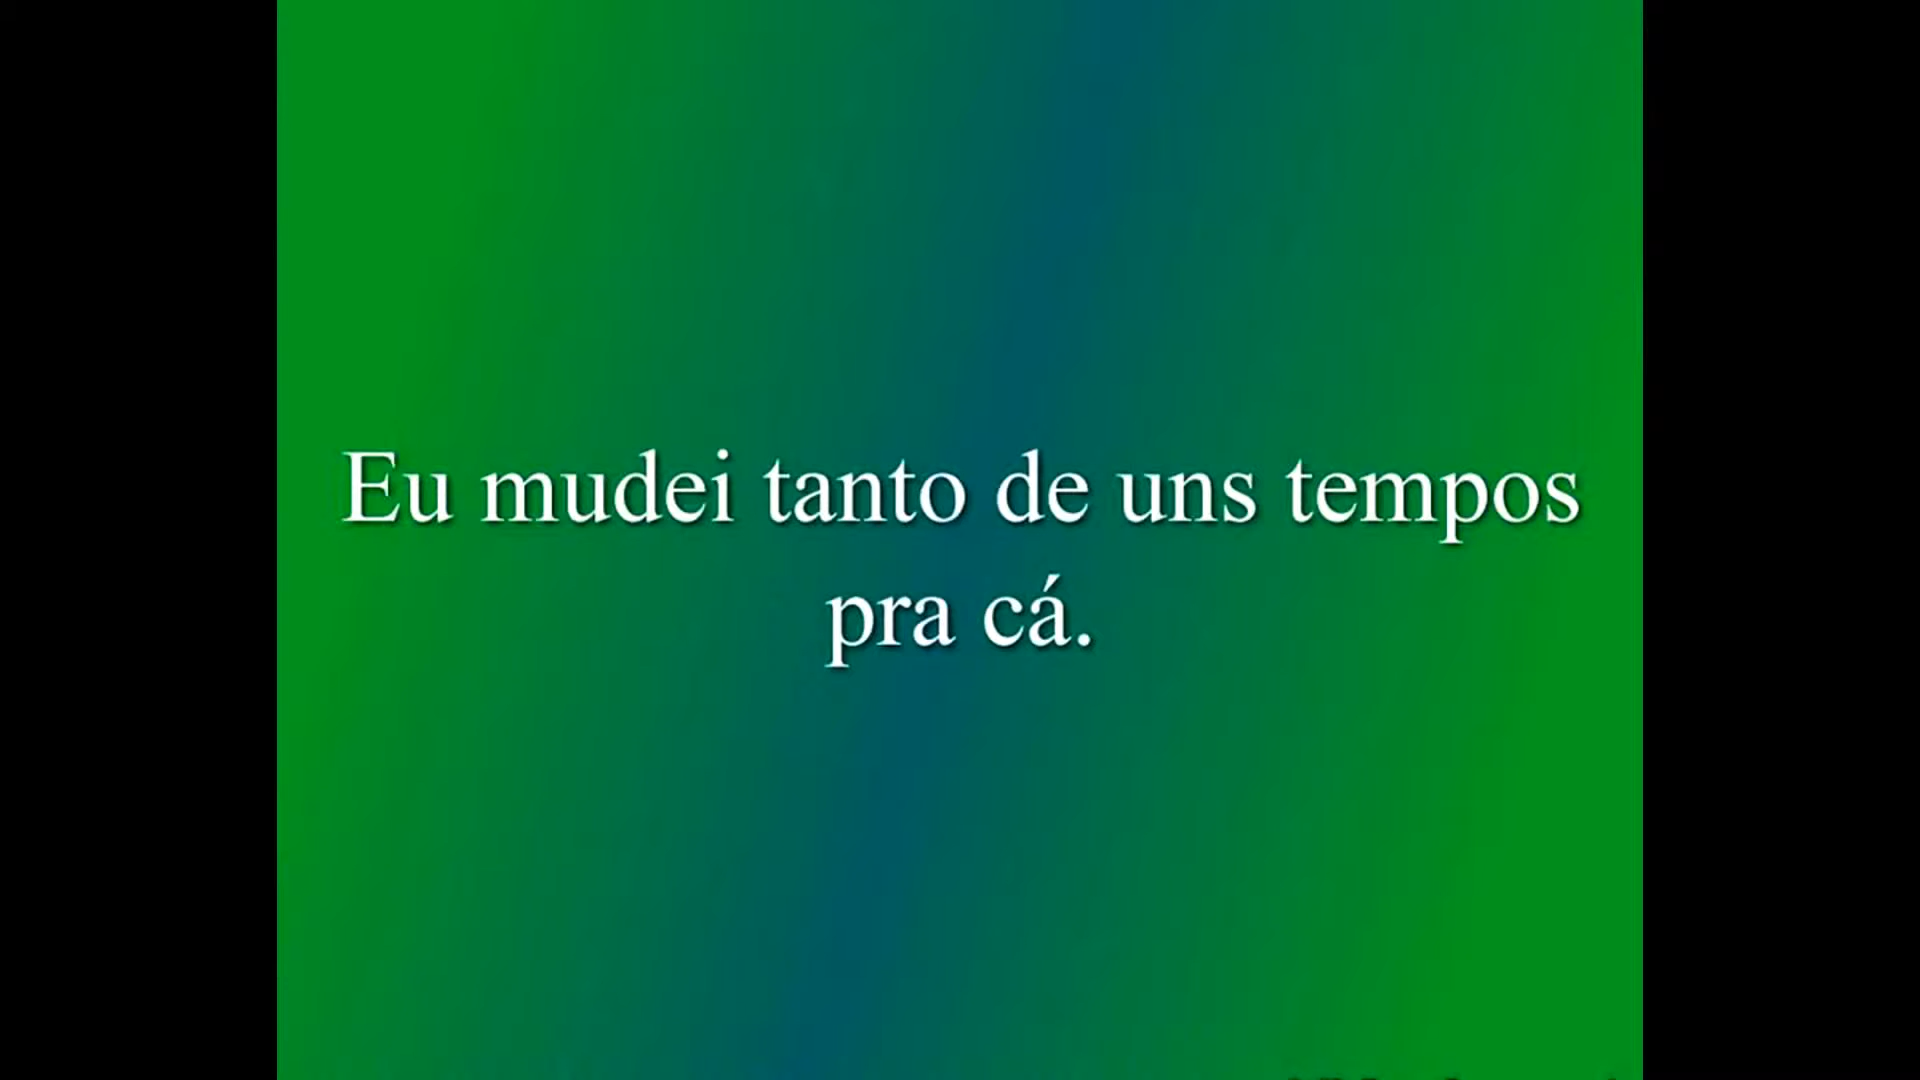 Eu mudei tanto de uns tempos
pra cá.